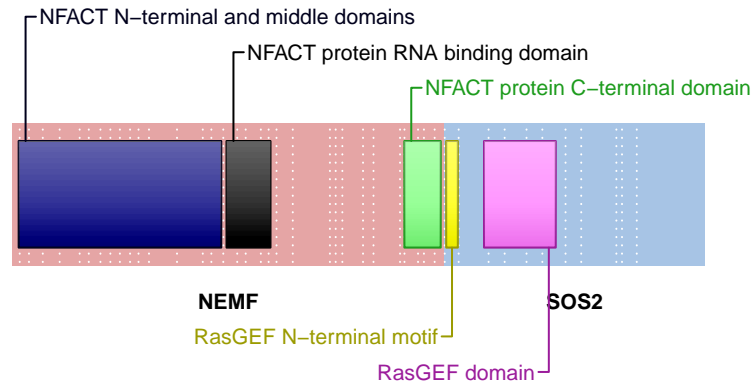 NFACT N−terminal and middle domains
NFACT protein RNA binding domain
NFACT protein C−terminal domain
NEMF
SOS2
RasGEF N−terminal motif
RasGEF domain